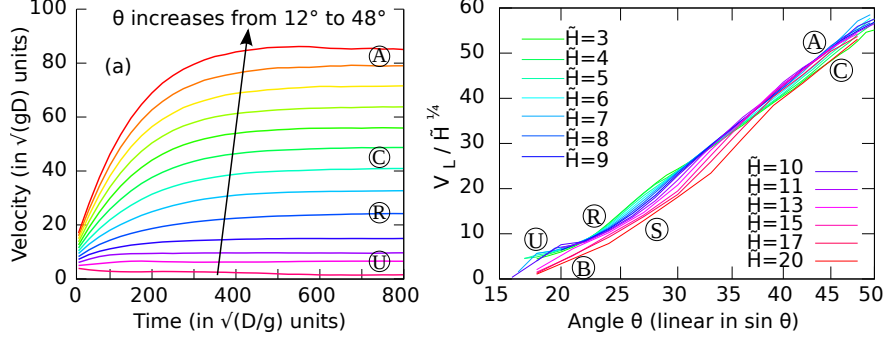 θ increases from 12° to 48°
(a)
Velocity (in √(gD) units)
100
80
60
40
20
0
0
200
400
600
800
Time (in √(D/g) units)
A
C
R
U
V L / H̃ ¼
60
50
40
30
20
10
0
15
20
25
30
35
40
45
50
Angle θ (linear in sin θ)
H̃=3
H̃=4
H̃=5
H̃=6
H̃=7
H̃=8
H̃=9
H̃=10
H̃=11
H̃=13
H̃=15
H̃=17
H̃=20
A
C
R
S
U
B